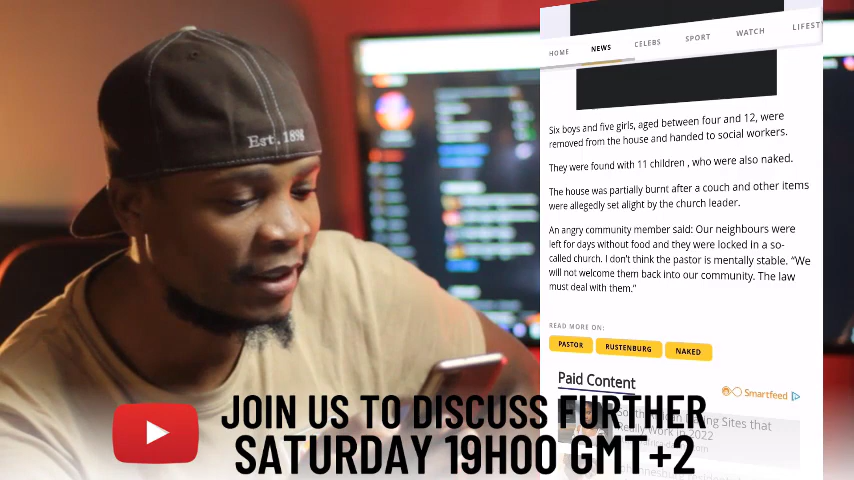 Est. 1898
HOME NEWS CELEBS SPORT WATCH LIFEST
Six boys and five girls, aged between four and 12, were
removed from the house and handed to social workers.
They were found with 11 children , who were also naked.
The house was partially burnt after a couch and other items
were allegedly set alight by the church leader.
An angry community member said: Our neighbours were
left for days without food and they were locked in a so-
called church. I don't think the pastor is mentally stable. “We
will not welcome them back into our community. The law
must deal with them.”
READ MORE ON:
PASTOR RUSTENBURG NAKED
Paid Content
Smartfeed
Sites that
Work in 2022
JOIN US TO DISCUSS FURTHER
SATURDAY 19H00 GMT+2